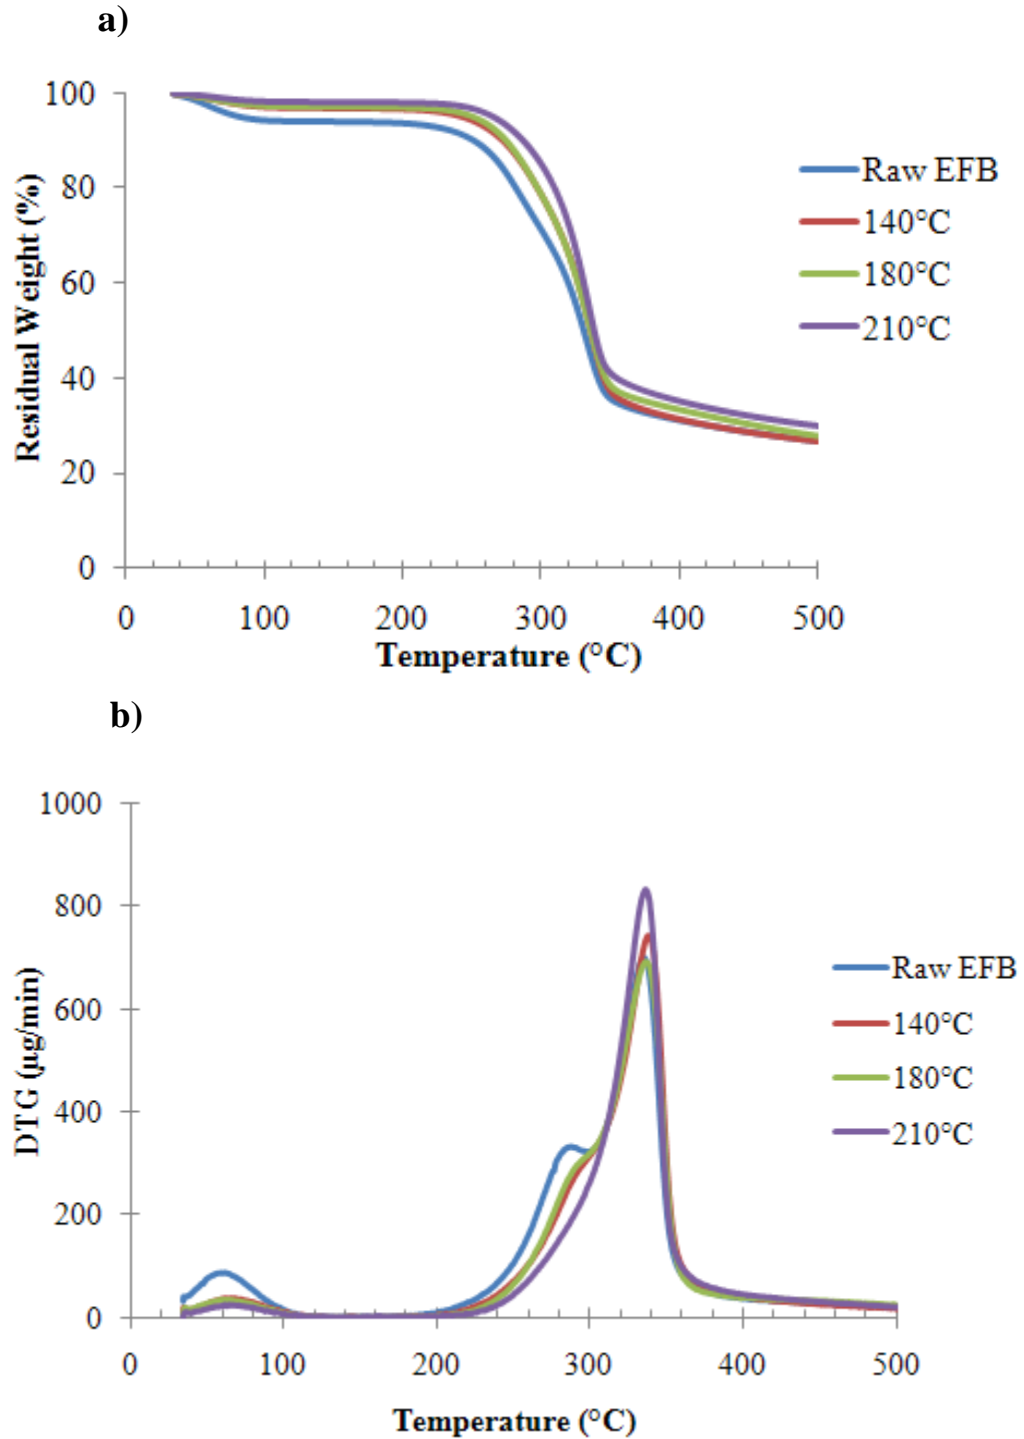 a)
100
80
60
40
20
0
Residual Weight (%)
0 100 200 300 400 500
Temperature (°C)
Raw EFB
140°C
180°C
210°C
b)
1000
800
600
400
200
0
DTG (µg/min)
0 100 200 300 400 500
Temperature (°C)
Raw EFB
140°C
180°C
210°C